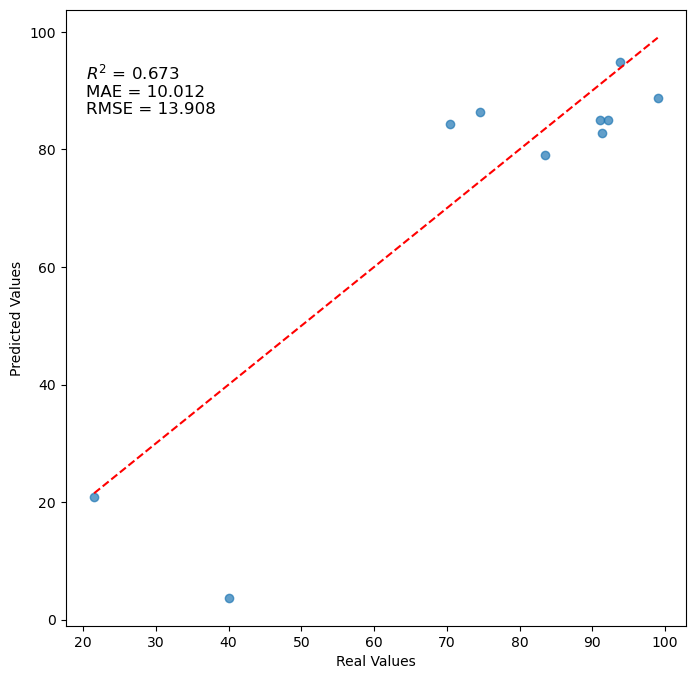 100
80
60
40
20
0
Predicted Values
R² = 0.673
MAE = 10.012
RMSE = 13.908
20 30 40 50 60 70 80 90 100
Real Values